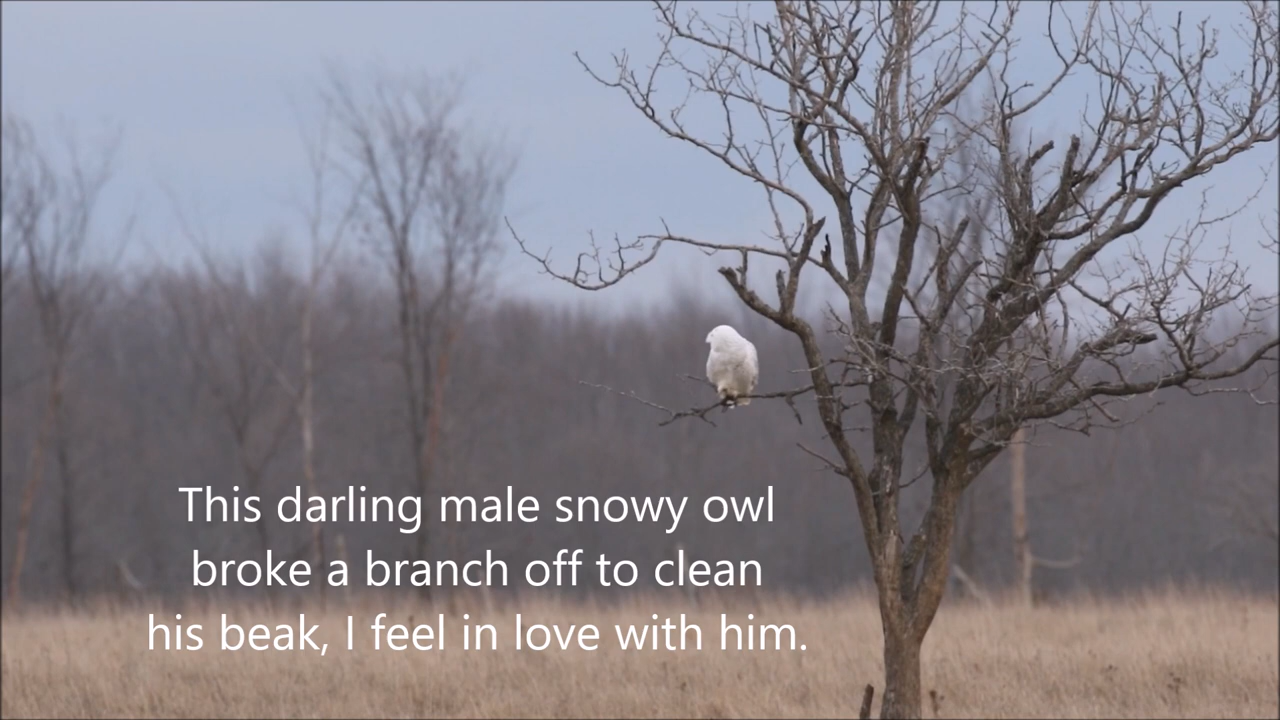 This darling male snowy owl
broke a branch off to clean
his beak, I feel in love with him.